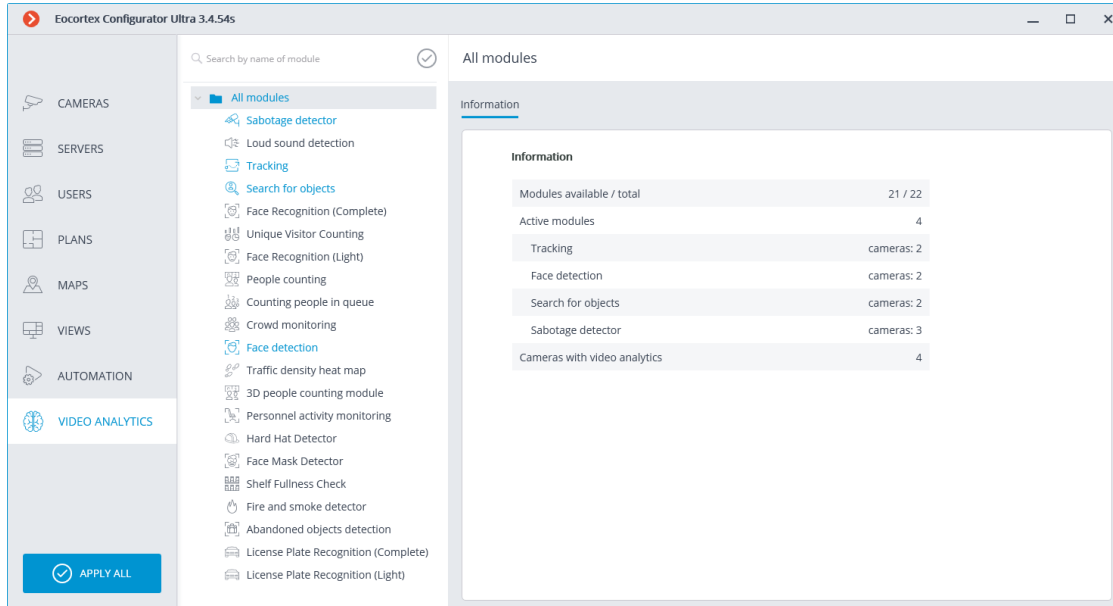 Eocortex Configurator Ultra 3.4.54s
CAMERAS
SERVERS
USERS
PLANS
MAPS
VIEWS
AUTOMATION
VIDEO ANALYTICS
APPLY ALL
Search by name of module
All modules
Sabotage detector
Loud sound detection
Tracking
Search for objects
Face Recognition (Complete)
Unique Visitor Counting
Face Recognition (Light)
People counting
Counting people in queue
Crowd monitoring
Face detection
Traffic density heat map
3D people counting module
Personnel activity monitoring
Hard Hat Detector
Face Mask Detector
Shelf Fullness Check
Fire and smoke detector
Abandoned objects detection
License Plate Recognition (Complete)
License Plate Recognition (Light)
All modules
Information
Information
Modules available / total 21 / 22
Active modules 4
Tracking cameras: 2
Face detection cameras: 2
Search for objects cameras: 2
Sabotage detector cameras: 3
Cameras with video analytics 4